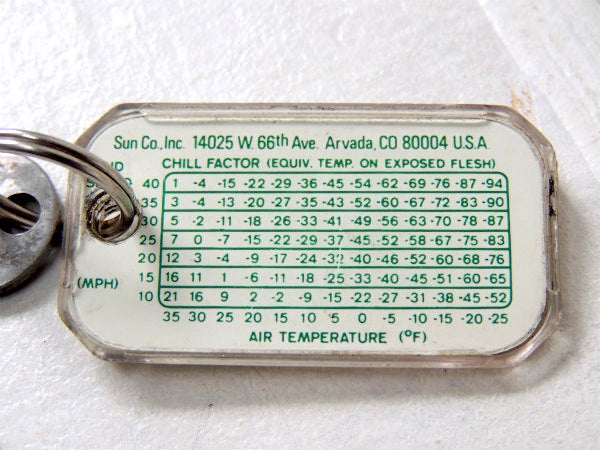 Sun Co., Inc. 14025 W. 66th Ave. Arvada, CO 80004 U.S.A.
CHILL FACTOR (EQUIV. TEMP. ON EXPOSED FLESH)
40 1 -4 -15 -22 -29 -36 -45 -54 -62 -69 -76 -87 -94
35 3 -4 -13 -20 -27 -35 -43 -52 -60 -67 -72 -83 -90
30 5 -2 -11 -18 -26 -33 -41 -49 -56 -63 -70 -78 -87
25 7 0 -7 -15 -22 -29 -37 -45 -52 -58 -67 -75 -83
20 12 3 -4 -9 -17 -24 -32 -40 -46 -52 -60 -68 -76
(MPH) 15 16 11 1 -6 -11 -18 -25 -33 -40 -45 -51 -60 -65
10 21 16 9 2 -2 -9 -15 -22 -27 -31 -38 -45 -52
35 30 25 20 15 10 5 0 -5 -10 -15 -20 -25
AIR TEMPERATURE (°F)